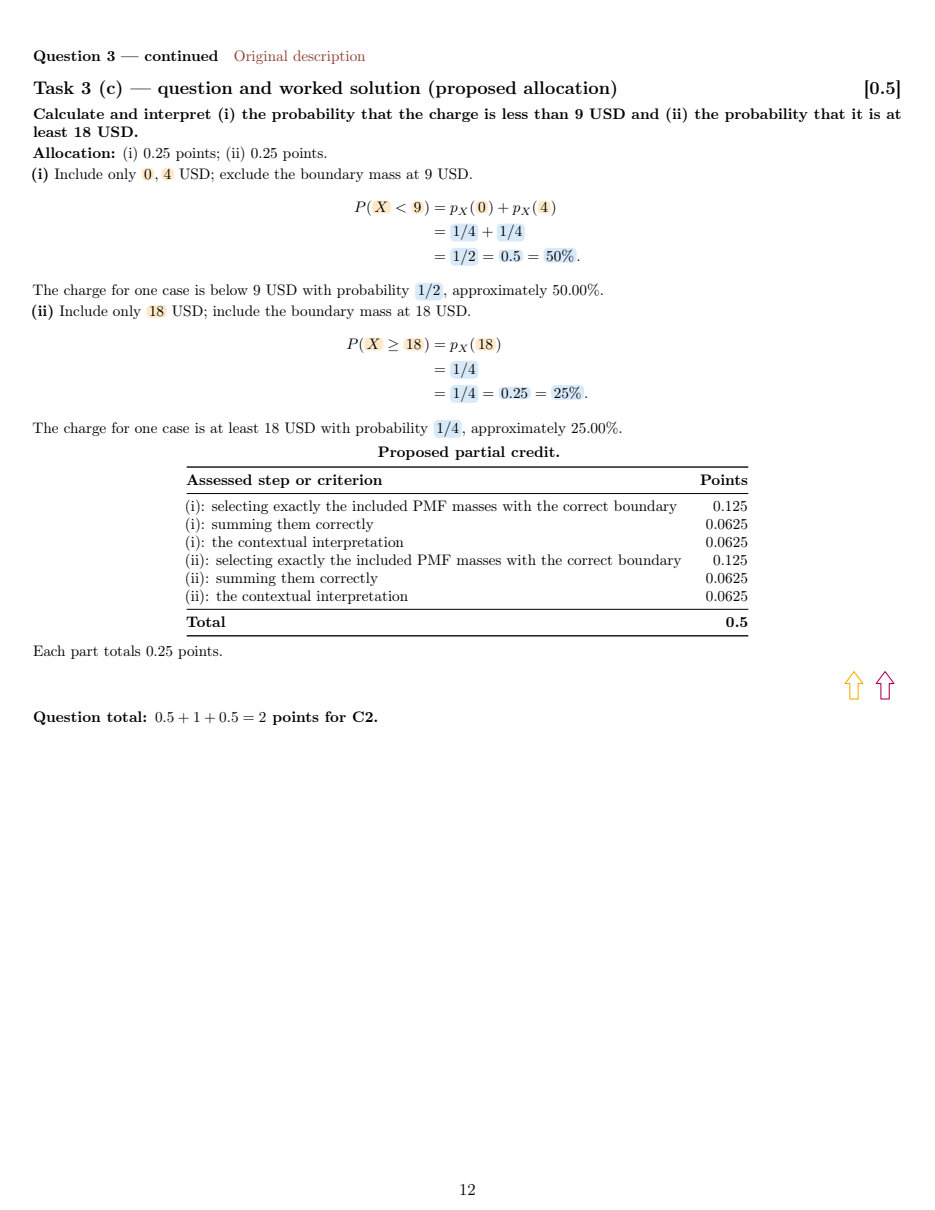 Question 3 — continued Original description
Task 3 (c) — question and worked solution (proposed allocation) [0.5]
Calculate and interpret (i) the probability that the charge is less than 9 USD and (ii) the probability that it is at
least 18 USD.
Allocation: (i) 0.25 points; (ii) 0.25 points.
(i) Include only 0, 4 USD; exclude the boundary mass at 9 USD.
P(X < 9) = p_X(0) + p_X(4)
= 1/4 + 1/4
= 1/2 = 0.5 = 50%.
The charge for one case is below 9 USD with probability 1/2, approximately 50.00%.
(ii) Include only 18 USD; include the boundary mass at 18 USD.
P(X ≥ 18) = p_X(18)
= 1/4
= 1/4 = 0.25 = 25%.
The charge for one case is at least 18 USD with probability 1/4, approximately 25.00%.
Proposed partial credit.
Assessed step or criterion Points
(i): selecting exactly the included PMF masses with the correct boundary 0.125
(i): summing them correctly 0.0625
(i): the contextual interpretation 0.0625
(ii): selecting exactly the included PMF masses with the correct boundary 0.125
(ii): summing them correctly 0.0625
(ii): the contextual interpretation 0.0625
Total 0.5
Each part totals 0.25 points.
Question total: 0.5 + 1 + 0.5 = 2 points for C2.
12